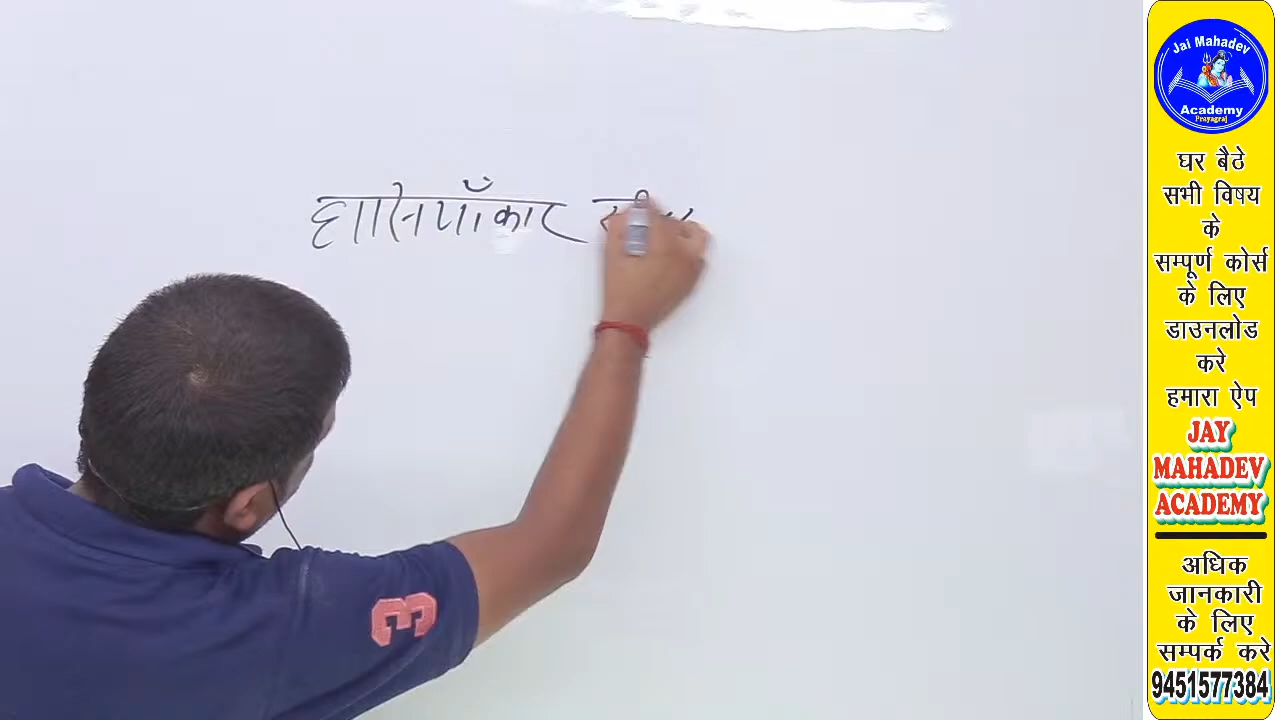 Jai Mahadev
Academy
Prayagraj
घर बैठे
सभी विषय
के
सम्पूर्ण कोर्स
के लिए
डाउनलोड
करे
हमारा ऐप
JAY
MAHADEV
ACADEMY
अधिक
जानकारी
के लिए
सम्पर्क करे
9451577384
3